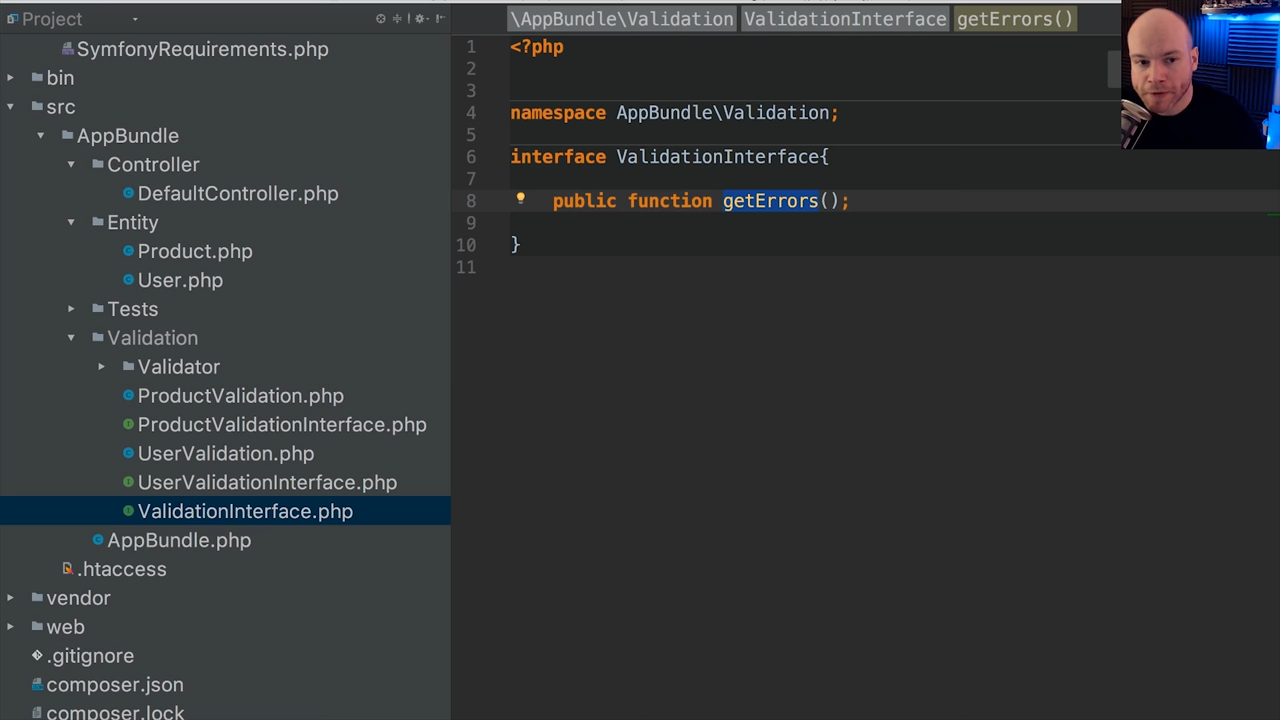 Project
SymfonyRequirements.php
bin
src
AppBundle
Controller
DefaultController.php
Entity
Product.php
User.php
Tests
Validation
Validator
ProductValidation.php
ProductValidationInterface.php
UserValidation.php
UserValidationInterface.php
ValidationInterface.php
AppBundle.php
.htaccess
vendor
web
.gitignore
composer.json
composer.lock
\AppBundle\Validation ValidationInterface getErrors()
1 <?php
2
3
4 namespace AppBundle\Validation;
5
6 interface ValidationInterface{
7
8 public function getErrors();
9
10 }
11